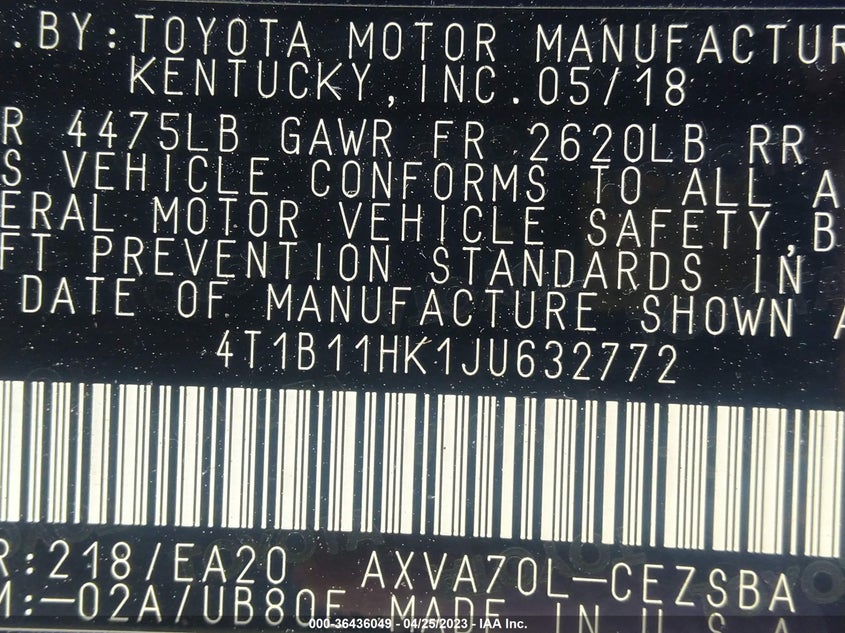 .BY:TOYOTA MOTOR MANUFACTUR
KENTUCKY,INC.05/18
R 4475LB GAWR FR 2620LB RR
S VEHICLE CONFORMS TO ALL A
ERAL MOTOR VEHICLE SAFETY,B
FT PREVENTION STANDARDS IN
DATE OF MANUFACTURE SHOWN A
4T1B11HK1JU632772
R:218/EA20 AXVA70L-CEZSBA
M:-02A/UB80E MADE IN U.S.A
000-36436049 - 04/25/2023 - IAA Inc.